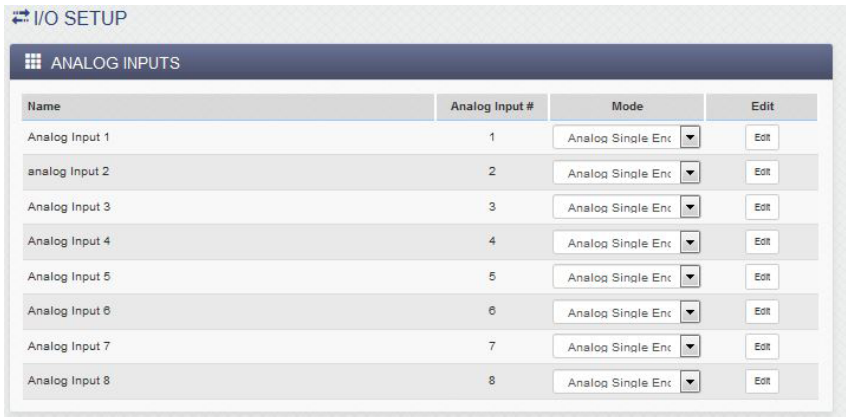 I/O SETUP
ANALOG INPUTS
Name Analog Input # Mode Edit
Analog Input 1 1 Analog Single Enc Edit
analog Input 2 2 Analog Single Enc Edit
Analog Input 3 3 Analog Single Enc Edit
Analog Input 4 4 Analog Single Enc Edit
Analog Input 5 5 Analog Single Enc Edit
Analog Input 6 6 Analog Single Enc Edit
Analog Input 7 7 Analog Single Enc Edit
Analog Input 8 8 Analog Single Enc Edit